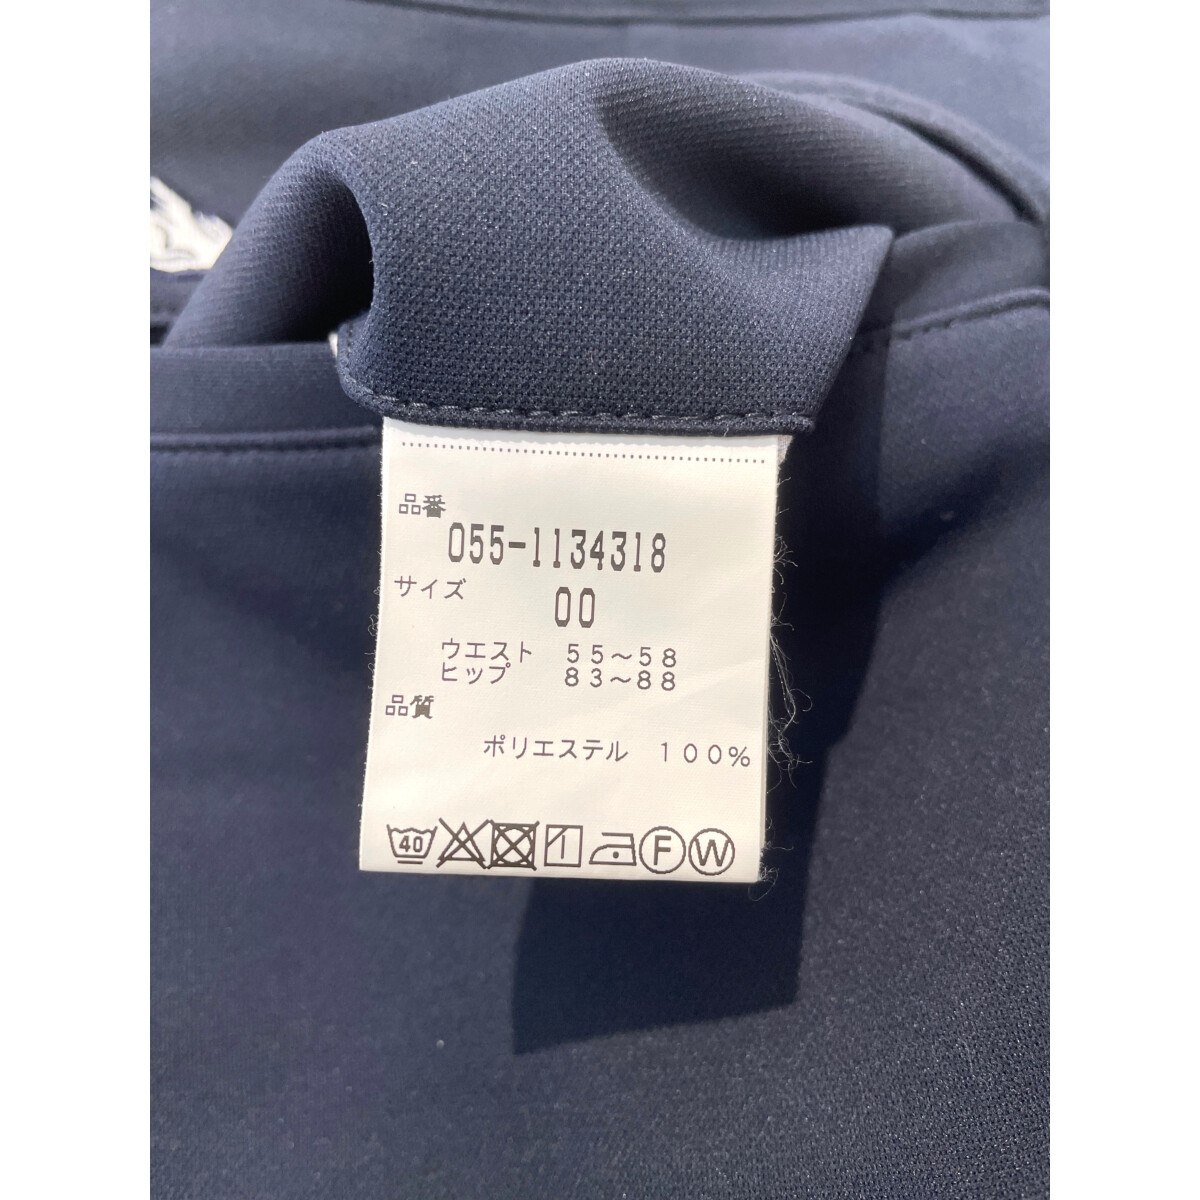 品番
055-1134318
サイズ
00
ウエスト 55~58
ヒップ 83~88
品質
ポリエステル 100%
40 F W